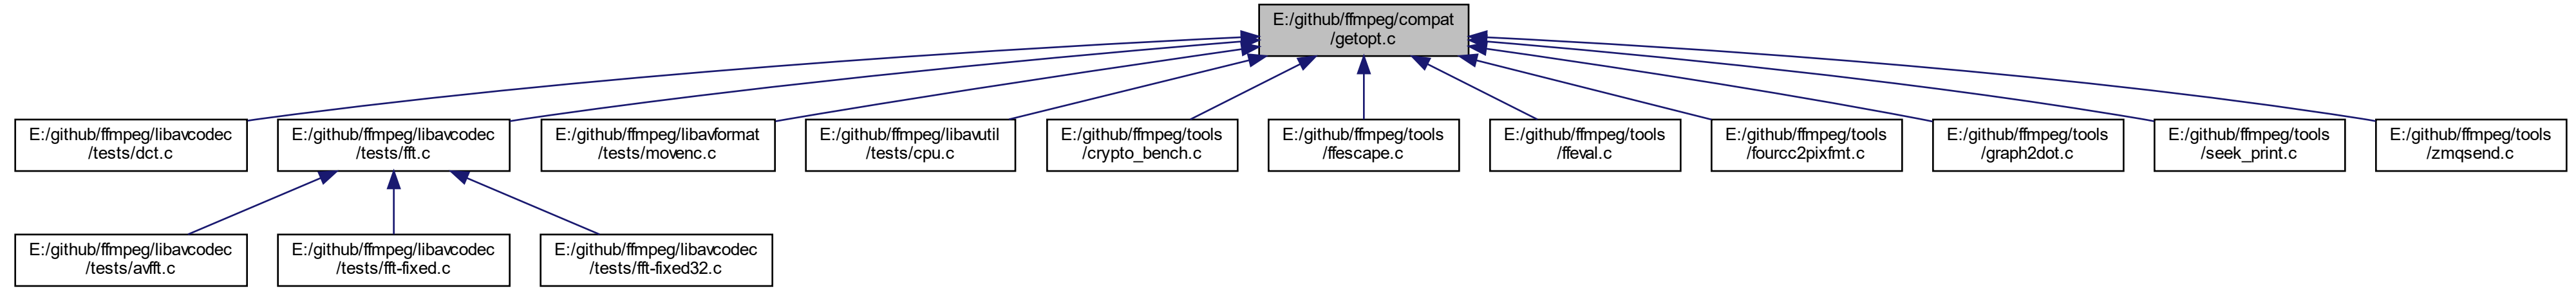 E:/github/ffmpeg/compat
/getopt.c
E:/github/ffmpeg/libavcodec
/tests/dct.c
E:/github/ffmpeg/libavcodec
/tests/fft.c
E:/github/ffmpeg/libavformat
/tests/movenc.c
E:/github/ffmpeg/libavutil
/tests/cpu.c
E:/github/ffmpeg/tools
/crypto_bench.c
E:/github/ffmpeg/tools
/ffescape.c
E:/github/ffmpeg/tools
/ffeval.c
E:/github/ffmpeg/tools
/fourcc2pixfmt.c
E:/github/ffmpeg/tools
/graph2dot.c
E:/github/ffmpeg/tools
/seek_print.c
E:/github/ffmpeg/tools
/zmqsend.c
E:/github/ffmpeg/libavcodec
/tests/avfft.c
E:/github/ffmpeg/libavcodec
/tests/fft-fixed.c
E:/github/ffmpeg/libavcodec
/tests/fft-fixed32.c